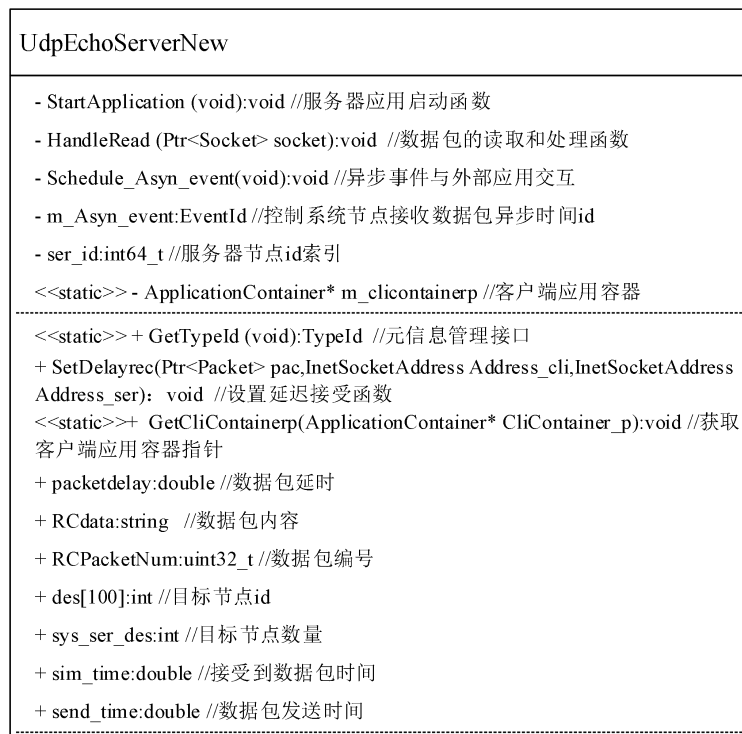 UdpEchoServerNew
- StartApplication (void):void //服务器应用启动函数
- HandleRead (Ptr<Socket> socket):void //数据包的读取和处理函数
- Schedule_Asyn_event(void):void //异步事件与外部应用交互
- m_Asyn_event:EventId //控制系统节点接收数据包异步时间id
- ser_id:int64_t //服务器节点id索引
<<static>> - ApplicationContainer* m_clicontainerp //客户端应用容器
<<static>> + GetTypeId (void):TypeId //元信息管理接口
+ SetDelayrec(Ptr<Packet> pac,InetSocketAddress Address_cli,InetSocketAddress
Address_ser)：void //设置延迟接受函数
<<static>>+ GetCliContainerp(ApplicationContainer* CliContainer_p):void //获取
客户端应用容器指针
+ packetdelay:double //数据包延时
+ RCdata:string //数据包内容
+ RCPacketNum:uint32_t //数据包编号
+ des[100]:int //目标节点id
+ sys_ser_des:int //目标节点数量
+ sim_time:double //接受到数据包时间
+ send_time:double //数据包发送时间